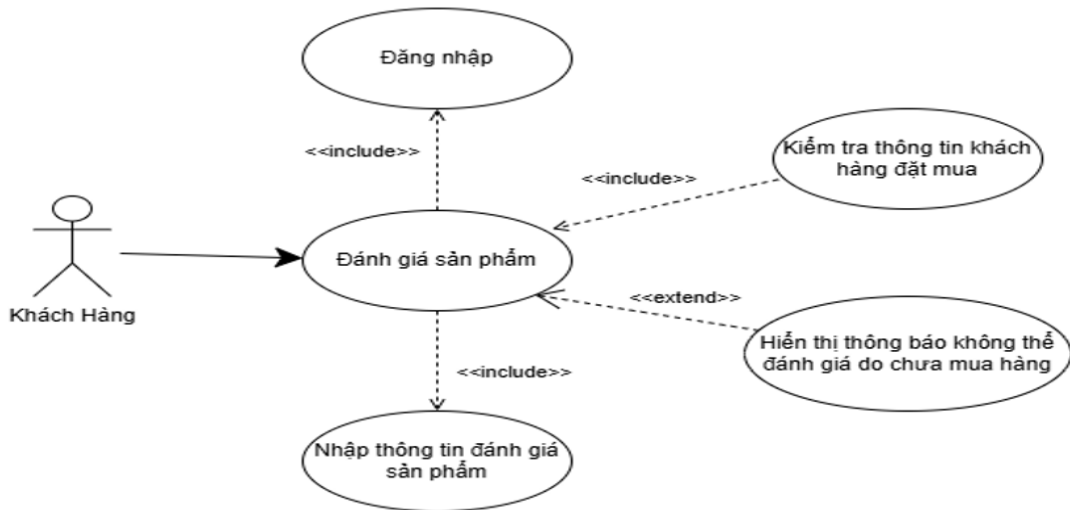 Đăng nhập
<<include>>
Kiểm tra thông tin khách
hàng đặt mua
<<include>>
Đánh giá sản phẩm
Khách Hàng
<<extend>>
Hiển thị thông báo không thể
đánh giá do chưa mua hàng
<<include>>
Nhập thông tin đánh giá
sản phẩm